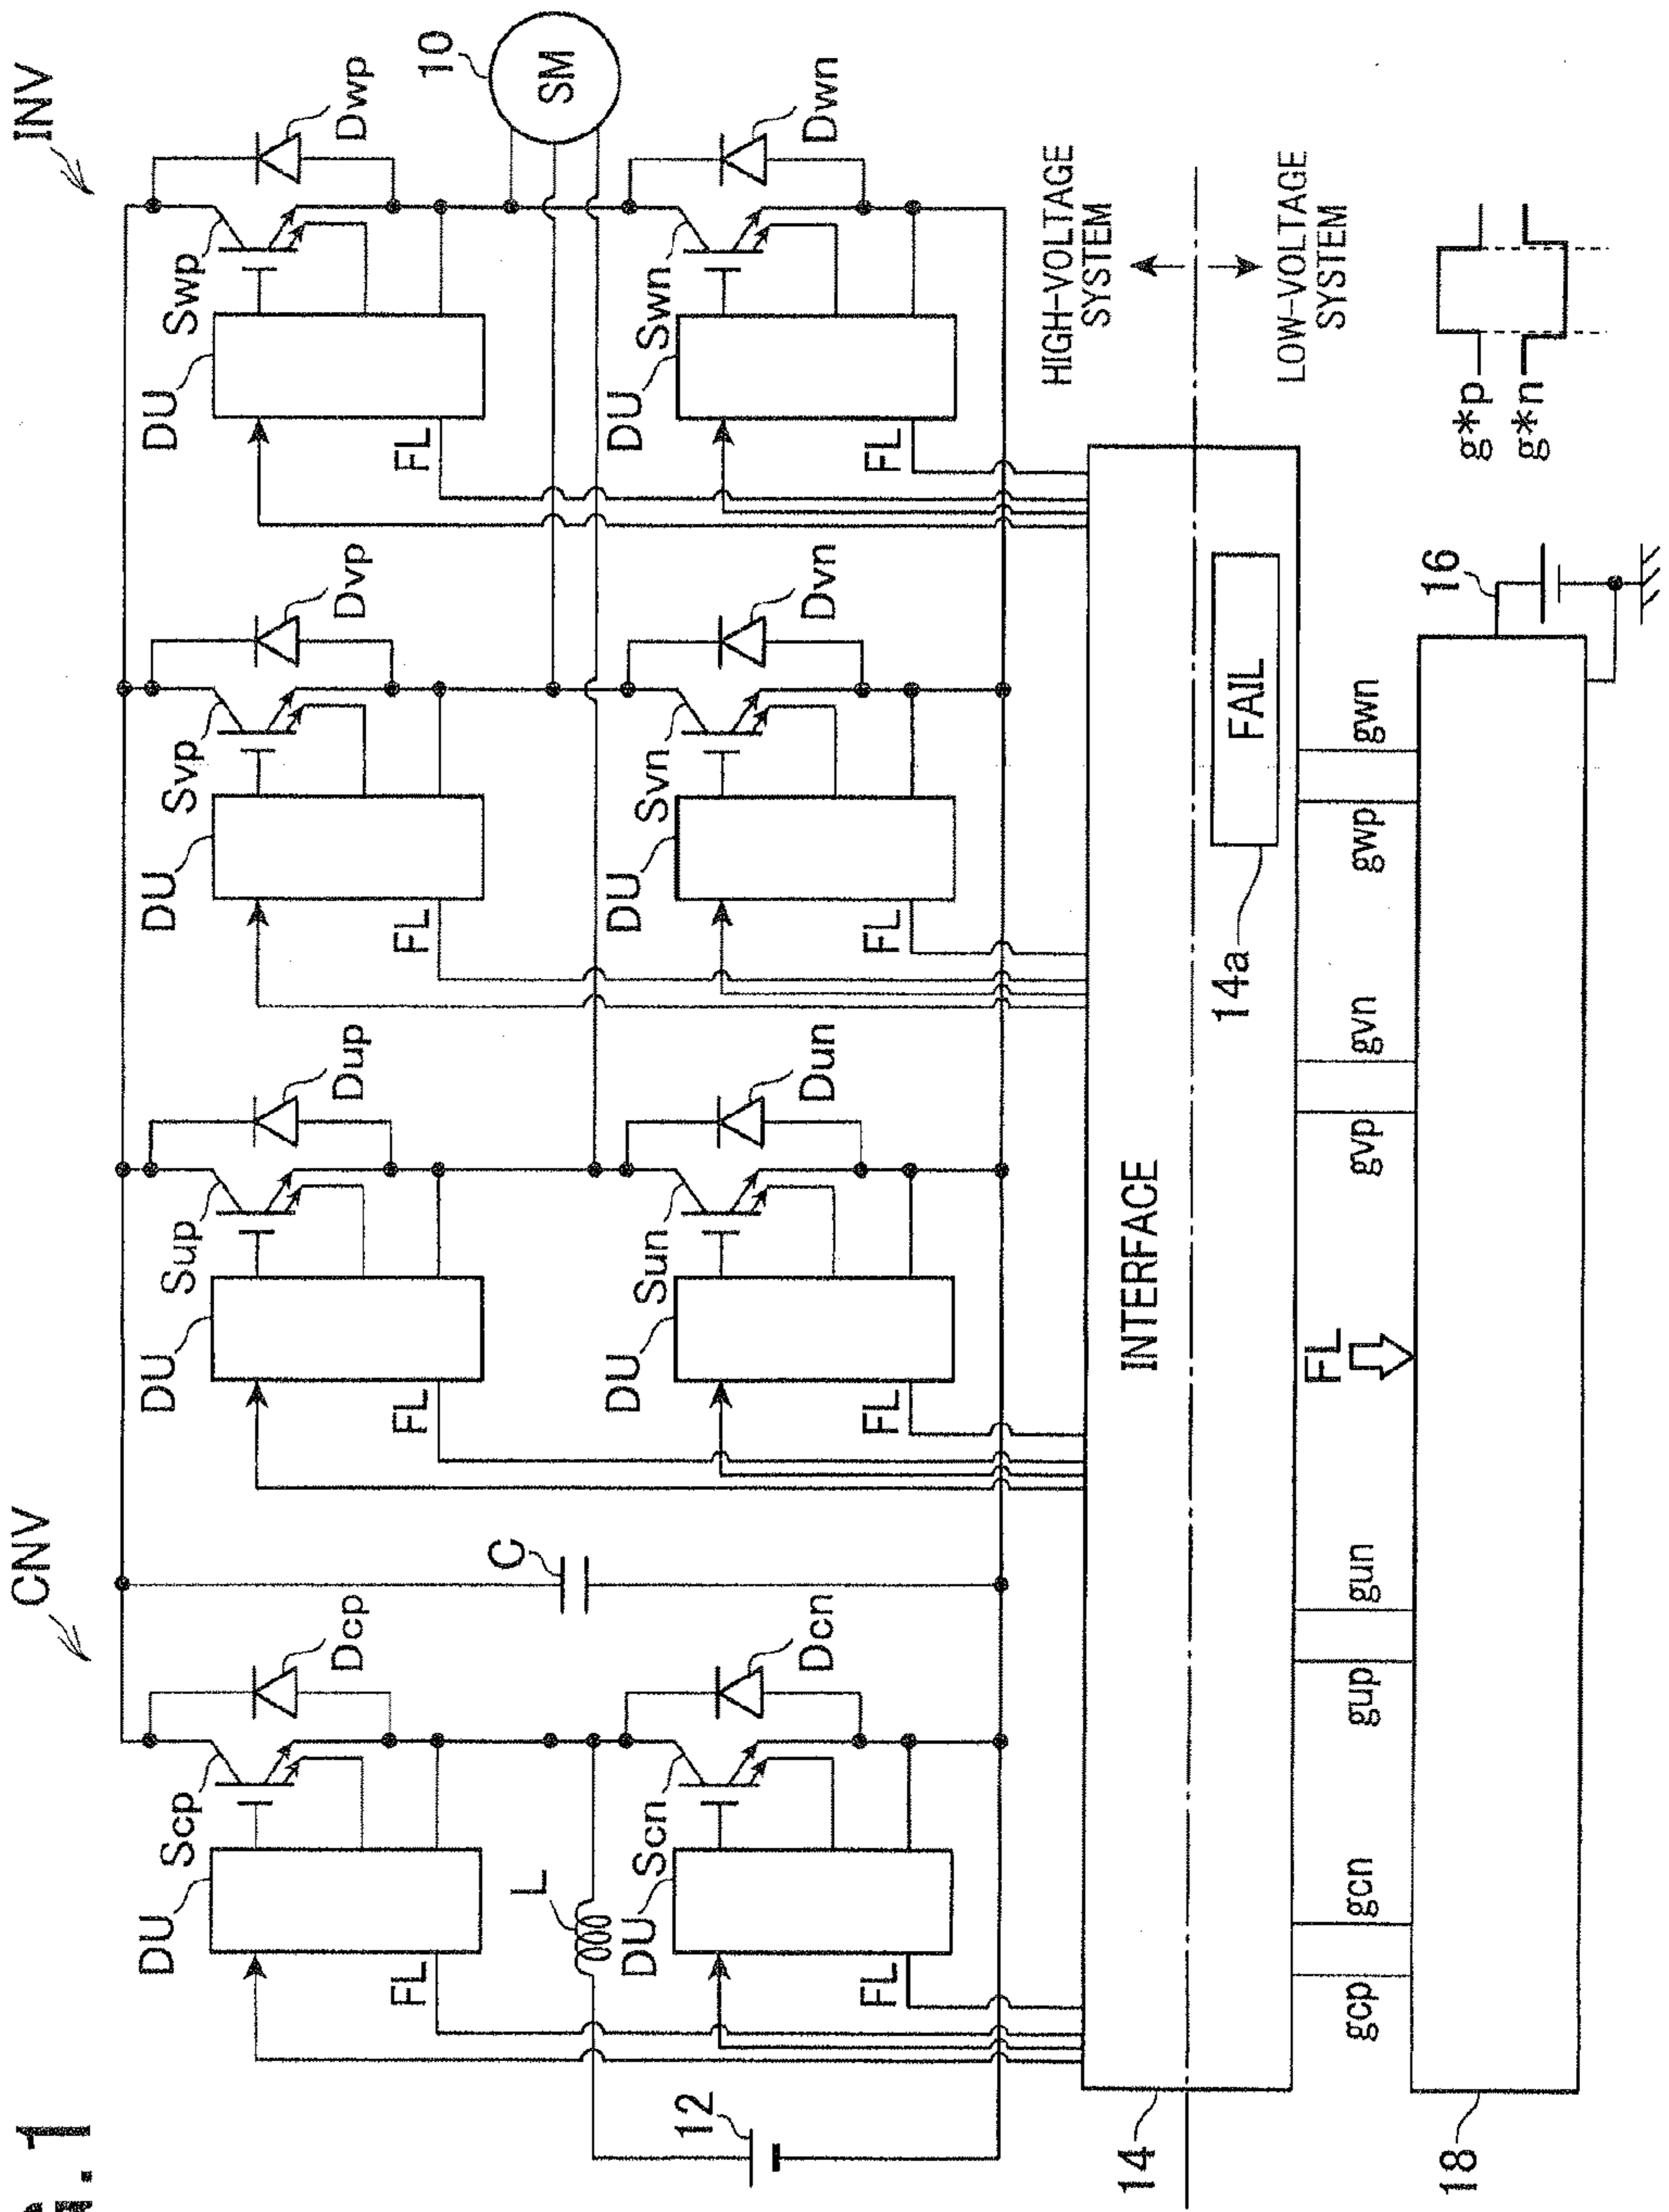 G. 1
CNV
INV
DU
Scp
Dcp
FL
DU
Sup
Dup
FL
DU
Svp
Dvp
FL
DU
Swp
Dwp
FL
10
SM
C
L
12
DU
Scn
Dcn
FL
DU
Sun
Dun
FL
DU
Svn
Dvn
FL
DU
Swn
Dwn
FL
HIGH-VOLTAGE
SYSTEM
LOW-VOLTAGE
SYSTEM
14
INTERFACE
FAIL
14a
gcp
gcn
gup
gun
FL
gvp
gvn
gwp
gwn
16
18
g*p
g*n